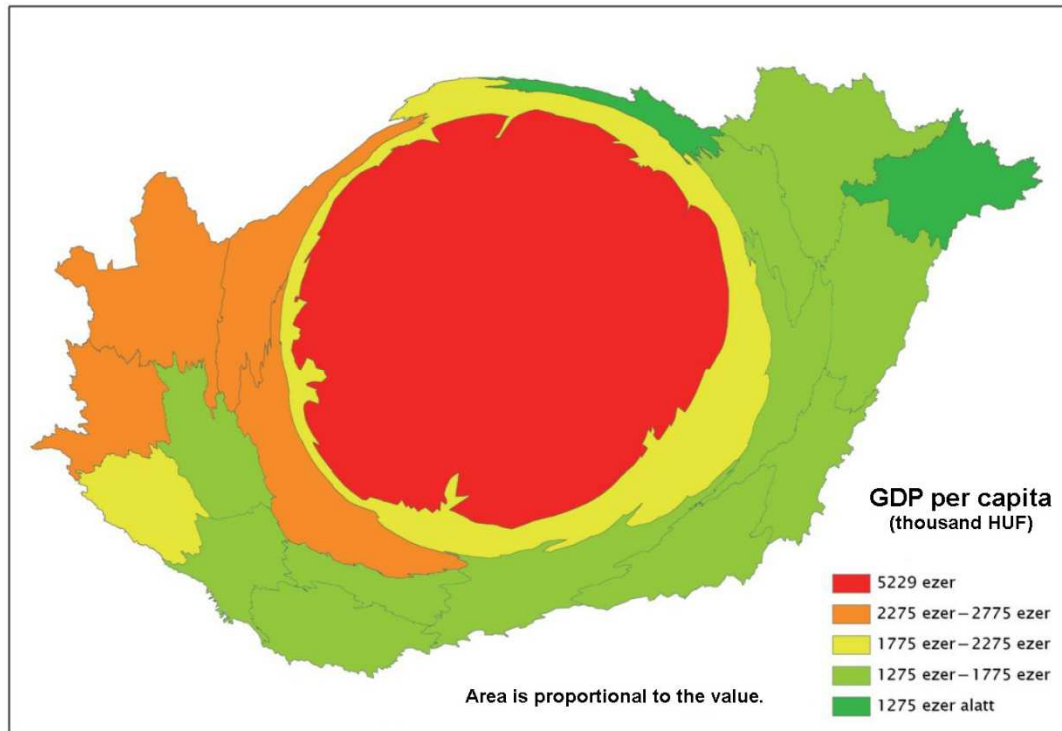 GDP per capita
(thousand HUF)
5229 ezer
2275 ezer – 2775 ezer
1775 ezer – 2275 ezer
1275 ezer – 1775 ezer
1275 ezer alatt
Area is proportional to the value.